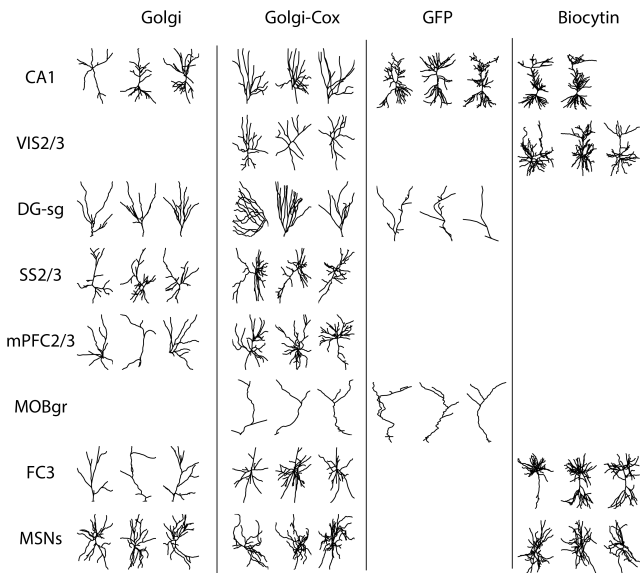 Golgi Golgi-Cox GFP Biocytin
CA1
VIS2/3
DG-sg
SS2/3
mPFC2/3
MOBgr
FC3
MSNs